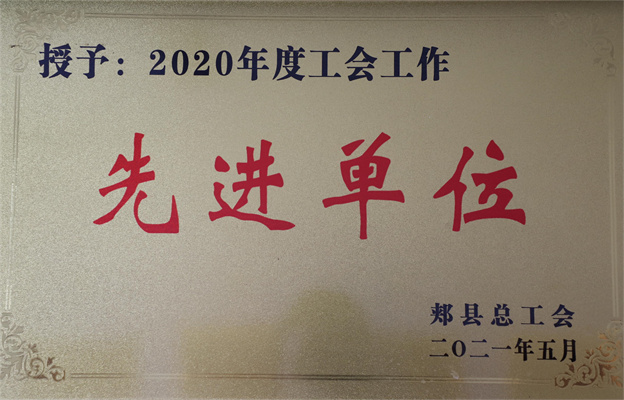 授予：2020年度工会工作
先进单位
郏县总工会
二〇二一年五月